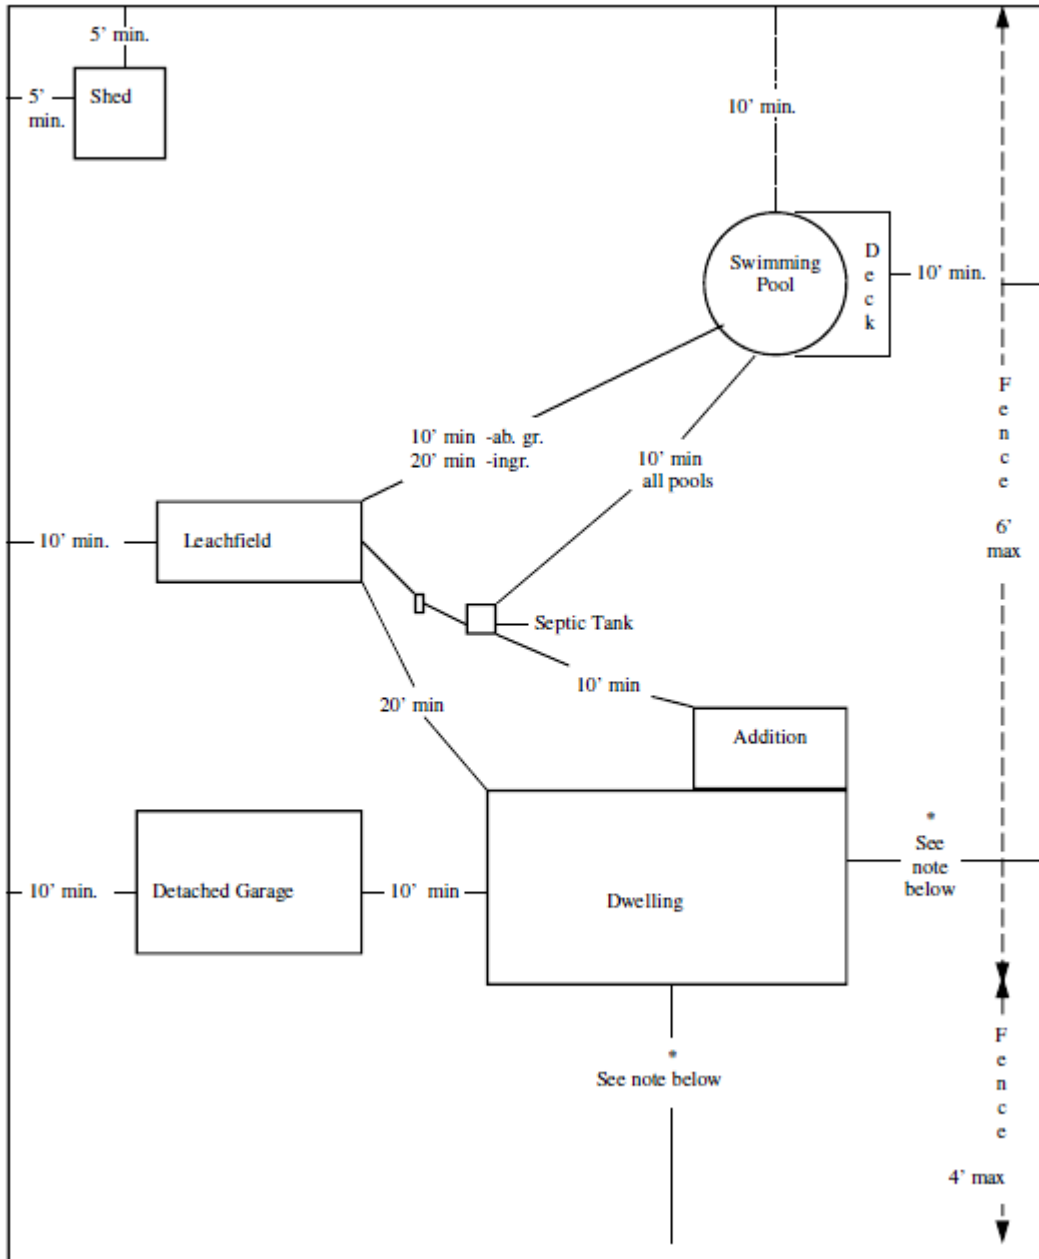 5’ min.
5’
min.
Shed
10’ min.
Swimming
Pool
D
e
c
k
10’ min.
F
e
n
c
e
6’
max
10’ min -ab. gr.
20’ min -ingr.
10’ min
all pools
10’ min.
Leachfield
Septic Tank
10’ min
20’ min
Addition
*
See
note
below
10’ min.
Detached Garage
10’ min
Dwelling
*
See note below
F
e
n
c
e
4’ max